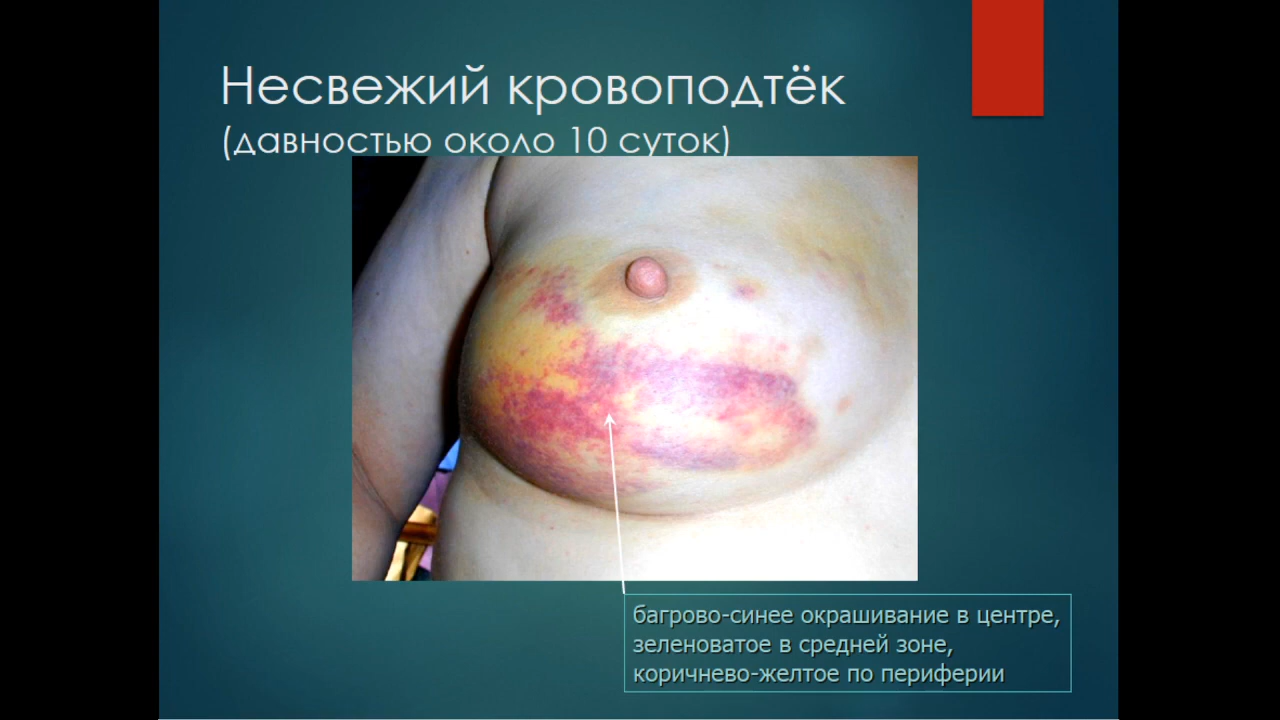 Несвежий кровоподтёк
(давностью около 10 суток)
багрово-синее окрашивание в центре,
зеленоватое в средней зоне,
коричнево-желтое по периферии